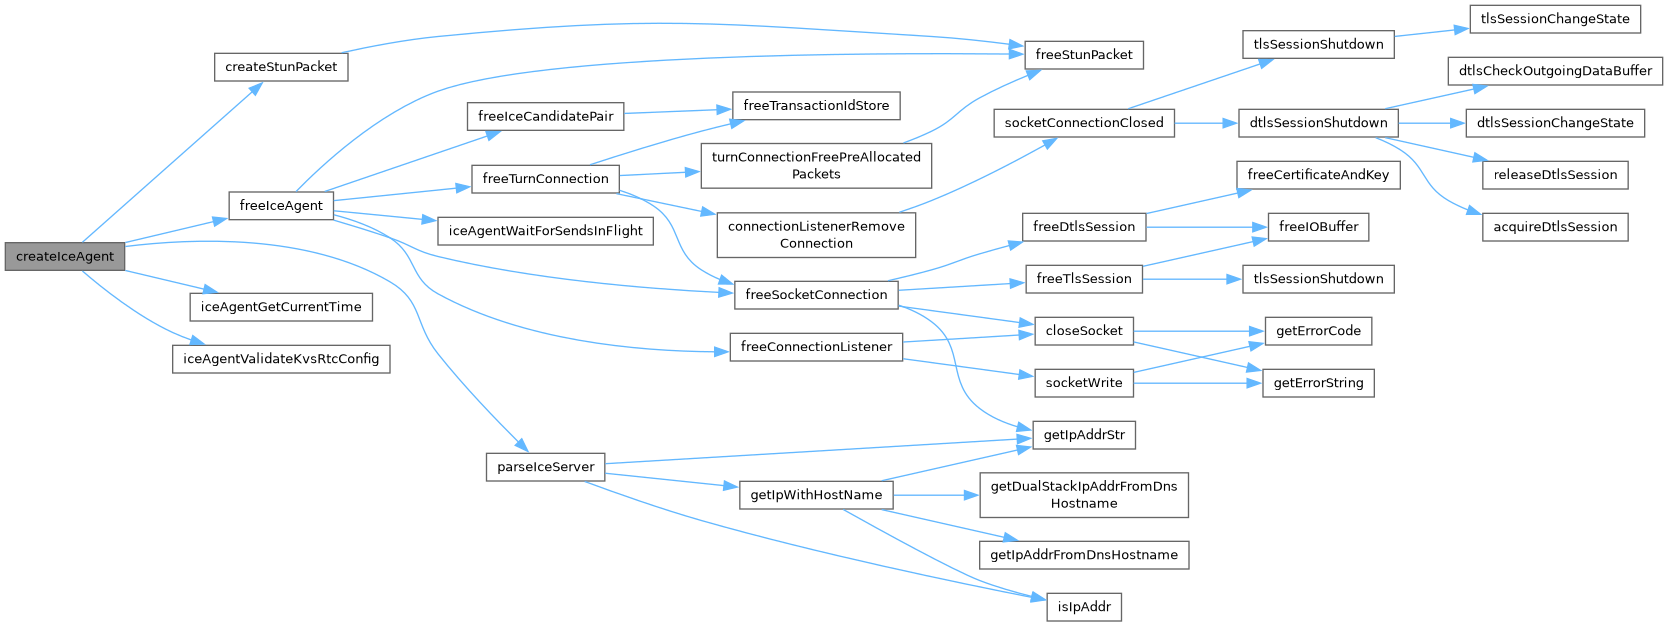 createIceAgent
createStunPacket
freeIceAgent
iceAgentGetCurrentTime
iceAgentValidateKvsRtcConfig
freeIceCandidatePair
freeTurnConnection
iceAgentWaitForSendsInFlight
parseIceServer
freeTransactionIdStore
turnConnectionFreePreAllocated
Packets
connectionListenerRemove
Connection
freeSocketConnection
freeConnectionListener
getIpWithHostName
freeStunPacket
socketConnectionClosed
freeDtlsSession
freeTlsSession
closeSocket
socketWrite
getIpAddrStr
getDualStackIpAddrFromDns
Hostname
getIpAddrFromDnsHostname
isIpAddr
tlsSessionShutdown
dtlsSessionShutdown
freeCertificateAndKey
freeIOBuffer
tlsSessionShutdown
getErrorCode
getErrorString
tlsSessionChangeState
dtlsCheckOutgoingDataBuffer
dtlsSessionChangeState
releaseDtlsSession
acquireDtlsSession